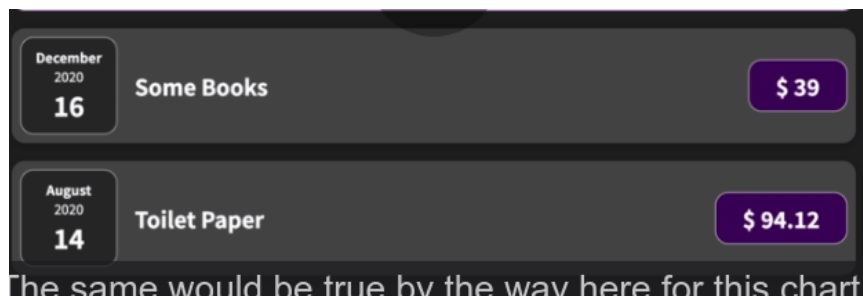 December
2020
16
Some Books
$ 39
August
2020
14
Toilet Paper
$ 94.12
The same would be true by the way here for this chart